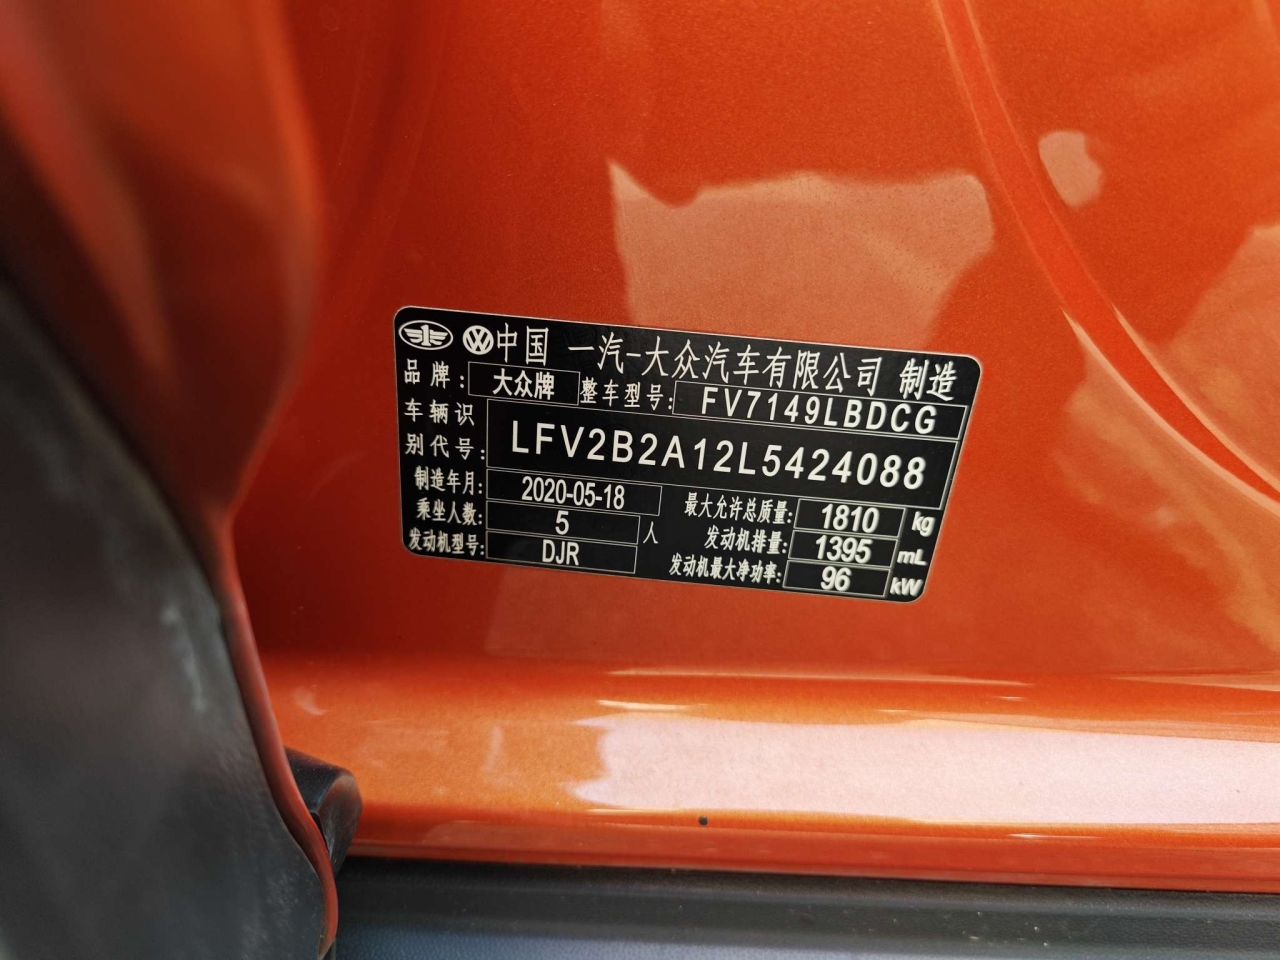 中国 一汽-大众汽车有限公司 制造
品牌: 大众牌 整车型号: FV7149LBDCG
车辆识别代号: LFV2B2A12L5424088
制造年月: 2020-05-18 最大允许总质量: 1810 kg
乘坐人数: 5 人 发动机排量: 1395 mL
发动机型号: DJR 发动机最大净功率: 96 kW